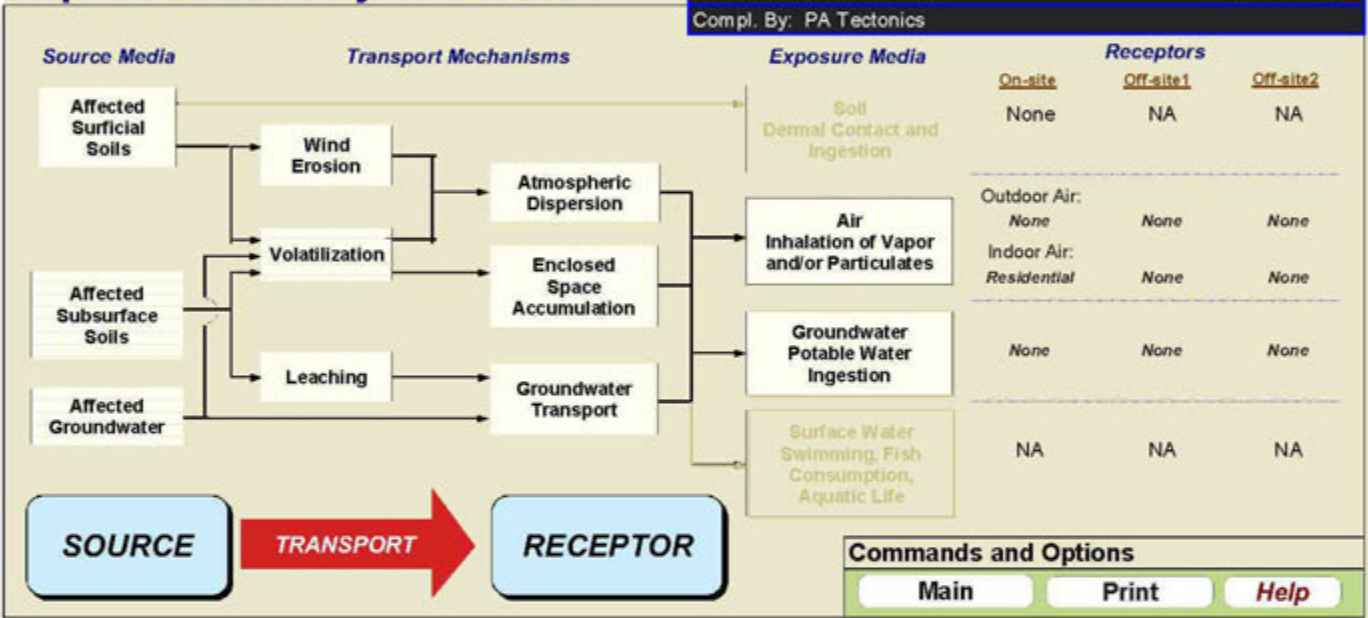 Compl. By: PA Tectonics
Source Media
Transport Mechanisms
Exposure Media
Receptors
On-site
Off-site1
Off-site2
Affected
Surficial
Soils
Wind
Erosion
Volatilization
Affected
Subsurface
Soils
Leaching
Affected
Groundwater
Atmospheric
Dispersion
Enclosed
Space
Accumulation
Groundwater
Transport
Soil
Dermal Contact and
Ingestion
None NA NA
Air
Inhalation of Vapor
and/or Particulates
Outdoor Air:
None None None
Indoor Air:
Residential None None
Groundwater
Potable Water
Ingestion
None None None
Surface Water
Swimming, Fish
Consumption,
Aquatic Life
NA NA NA
SOURCE
TRANSPORT
RECEPTOR
Commands and Options
Main
Print
Help